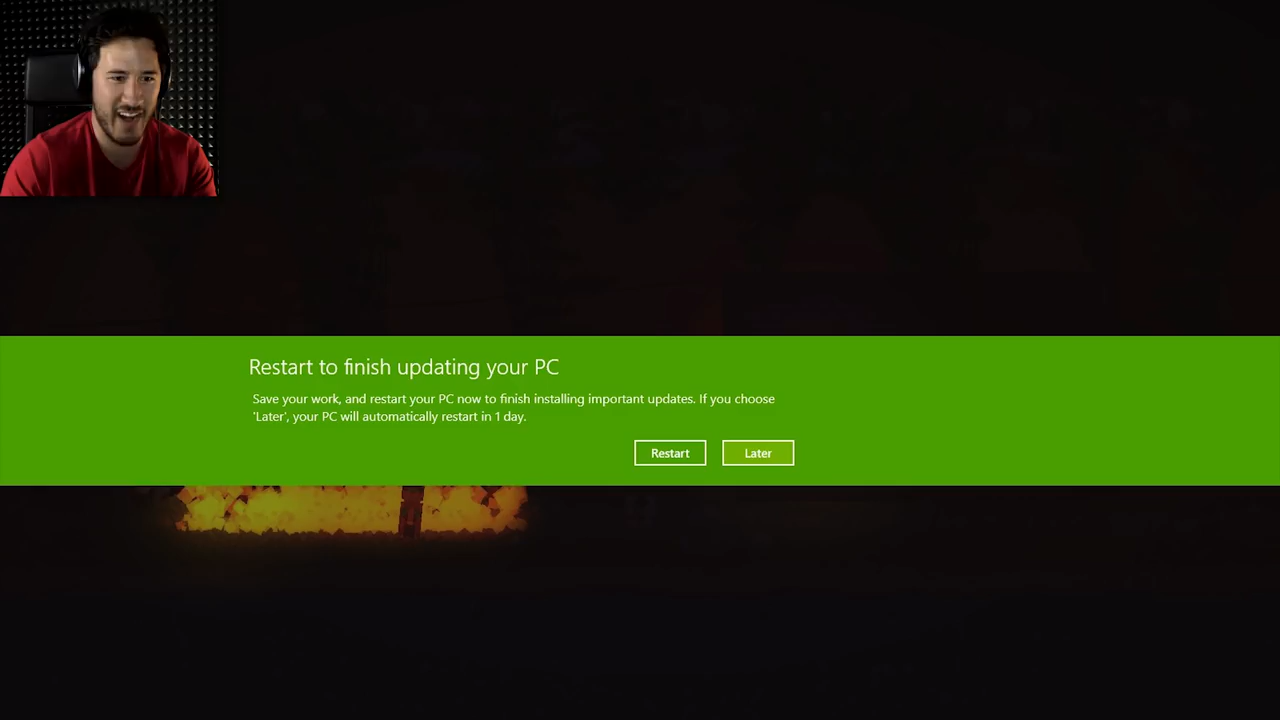 Restart to finish updating your PC
Save your work, and restart your PC now to finish installing important updates. If you choose
'Later', your PC will automatically restart in 1 day.
Restart Later